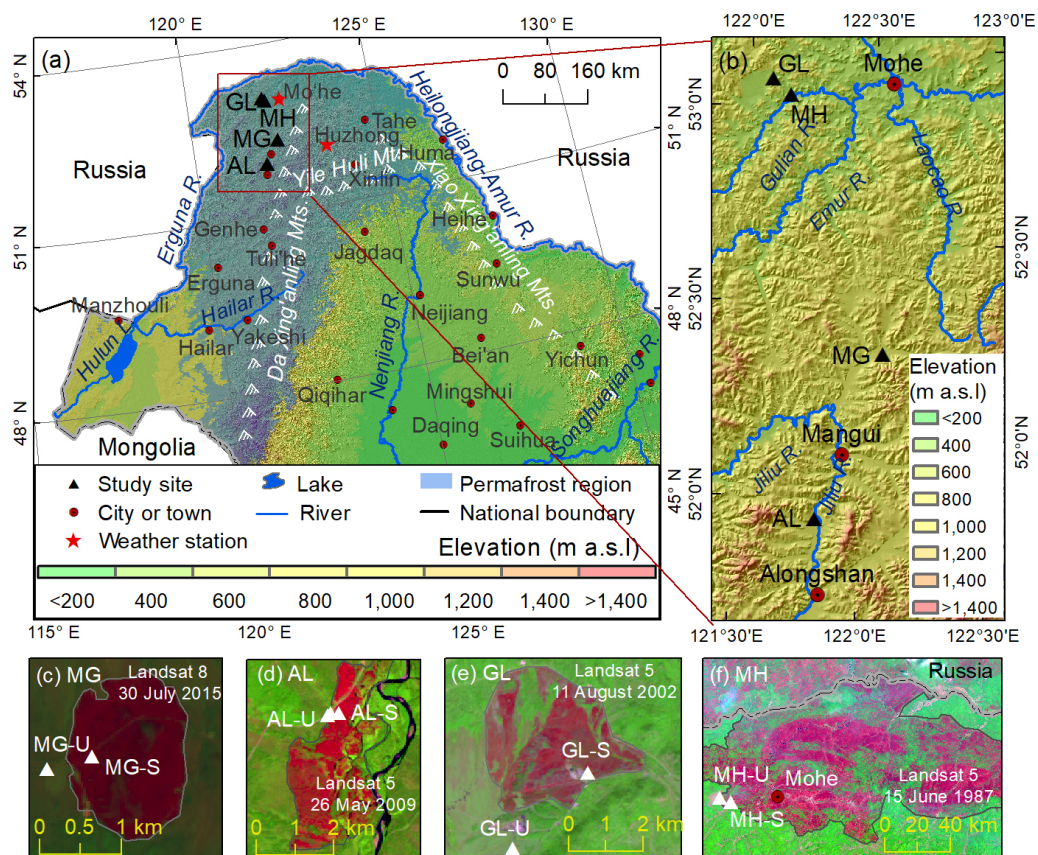 120° E
125° E
130° E
(a)
54° N
0 80 160 km
GL
Mo'he
MH
MG
AL
Tahe
Huzhong
Huma
Heilongjiang-Amur R.
51° N
Russia
Russia
Yile Huli Mt.
Xinlin
Xiao Xing'anling Mts.
Erguna R.
Genhe
Tuli'he
Jagdaq
Heihe
Sunwu
51° N
Erguna
Hailar R.
Da Xing'anling Mts.
Manzhouli
Hulun L.
Hailar
Yakeshi
Nenjiang R.
Neijiang
Bei'an
Yichun
48° N
Qiqihar
Mingshui
Songhuajiang R.
48° N
Daqing
Suihua
Mongolia
45° N
Study site
Lake
Permafrost region
City or town
River
National boundary
Weather station
Elevation (m a.s.l)
<200 400 600 800 1,000 1,200 1,400 >1,400
115° E
120° E
125° E
122°0'E
122°30'E
123°0'E
(b)
GL
Mohe
53°0'N
MH
Gulian R.
Emur R.
Laocao R.
52°30'N
52°30'N
MG
Mangui
Jiliu R.
Jiliu R.
52°0'N
52°0'N
AL
Alongshan
Elevation
(m a.s.l)
<200
400
600
800
1,000
1,200
1,400
>1,400
121°30'E
122°0'E
122°30'E
(c) MG
Landsat 8
30 July 2015
MG-U
MG-S
0 0.5 1 km
(d) AL
AL-U
AL-S
Landsat 5
26 May 2009
0 1 2 km
(e) GL
Landsat 5
11 August 2002
GL-S
GL-U
0 1 2 km
(f) MH
Russia
MH-U
Mohe
MH-S
Landsat 5
15 June 1987
0 20 40 km